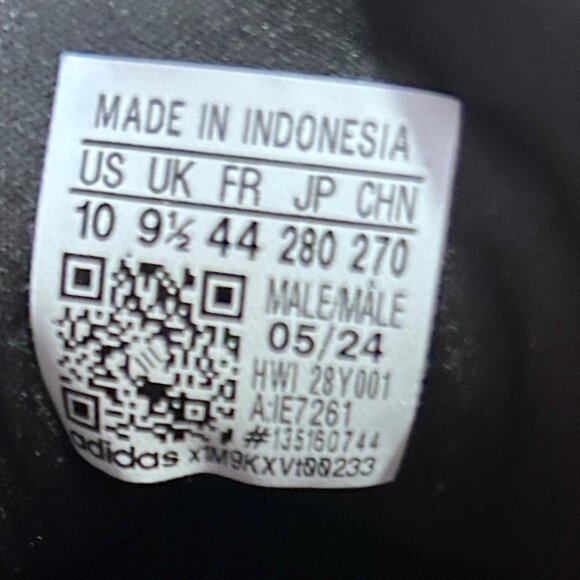 MADE IN INDONESIA
US UK FR JP CHN
10 9½ 44 280 270
MALE/MÂLE
05/24
HWI 28Y001
A:IE7261
#135160744
adidas X1M9KXVt00233